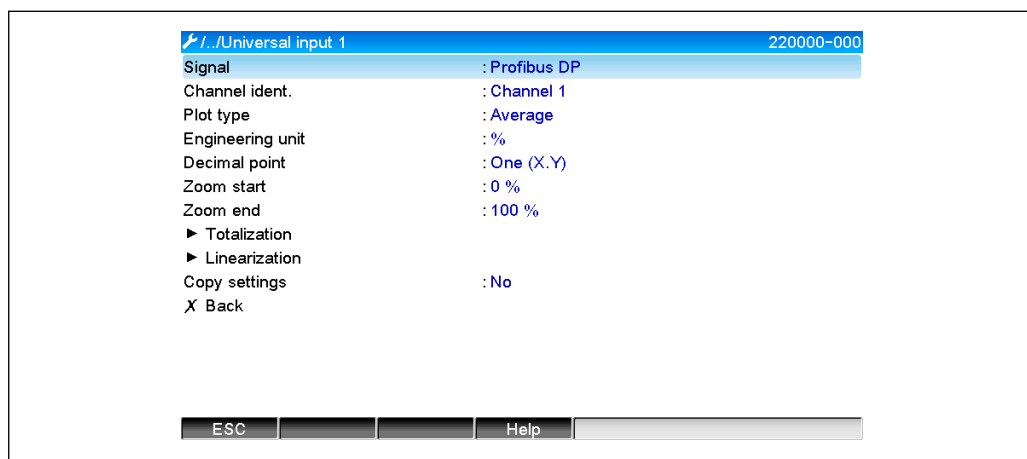 /../Universal input 1 220000-000
Signal : Profibus DP
Channel ident. : Channel 1
Plot type : Average
Engineering unit : %
Decimal point : One (X.Y)
Zoom start : 0 %
Zoom end : 100 %
► Totalization
► Linearization
Copy settings : No
X Back
ESC Help